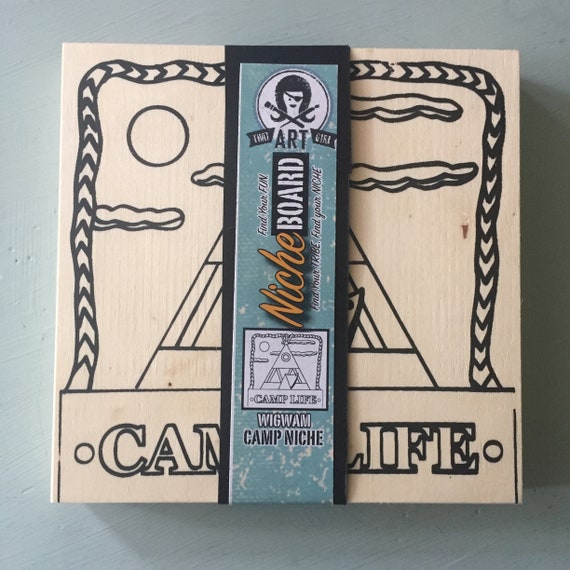 THAT ART GIRL
Find Your FUN
Niche BOARD
Find Your TRIBE. Find your NICHE
·CAMP LIFE·
WIGWAM
CAMP NICHE
·CAM LIFE·